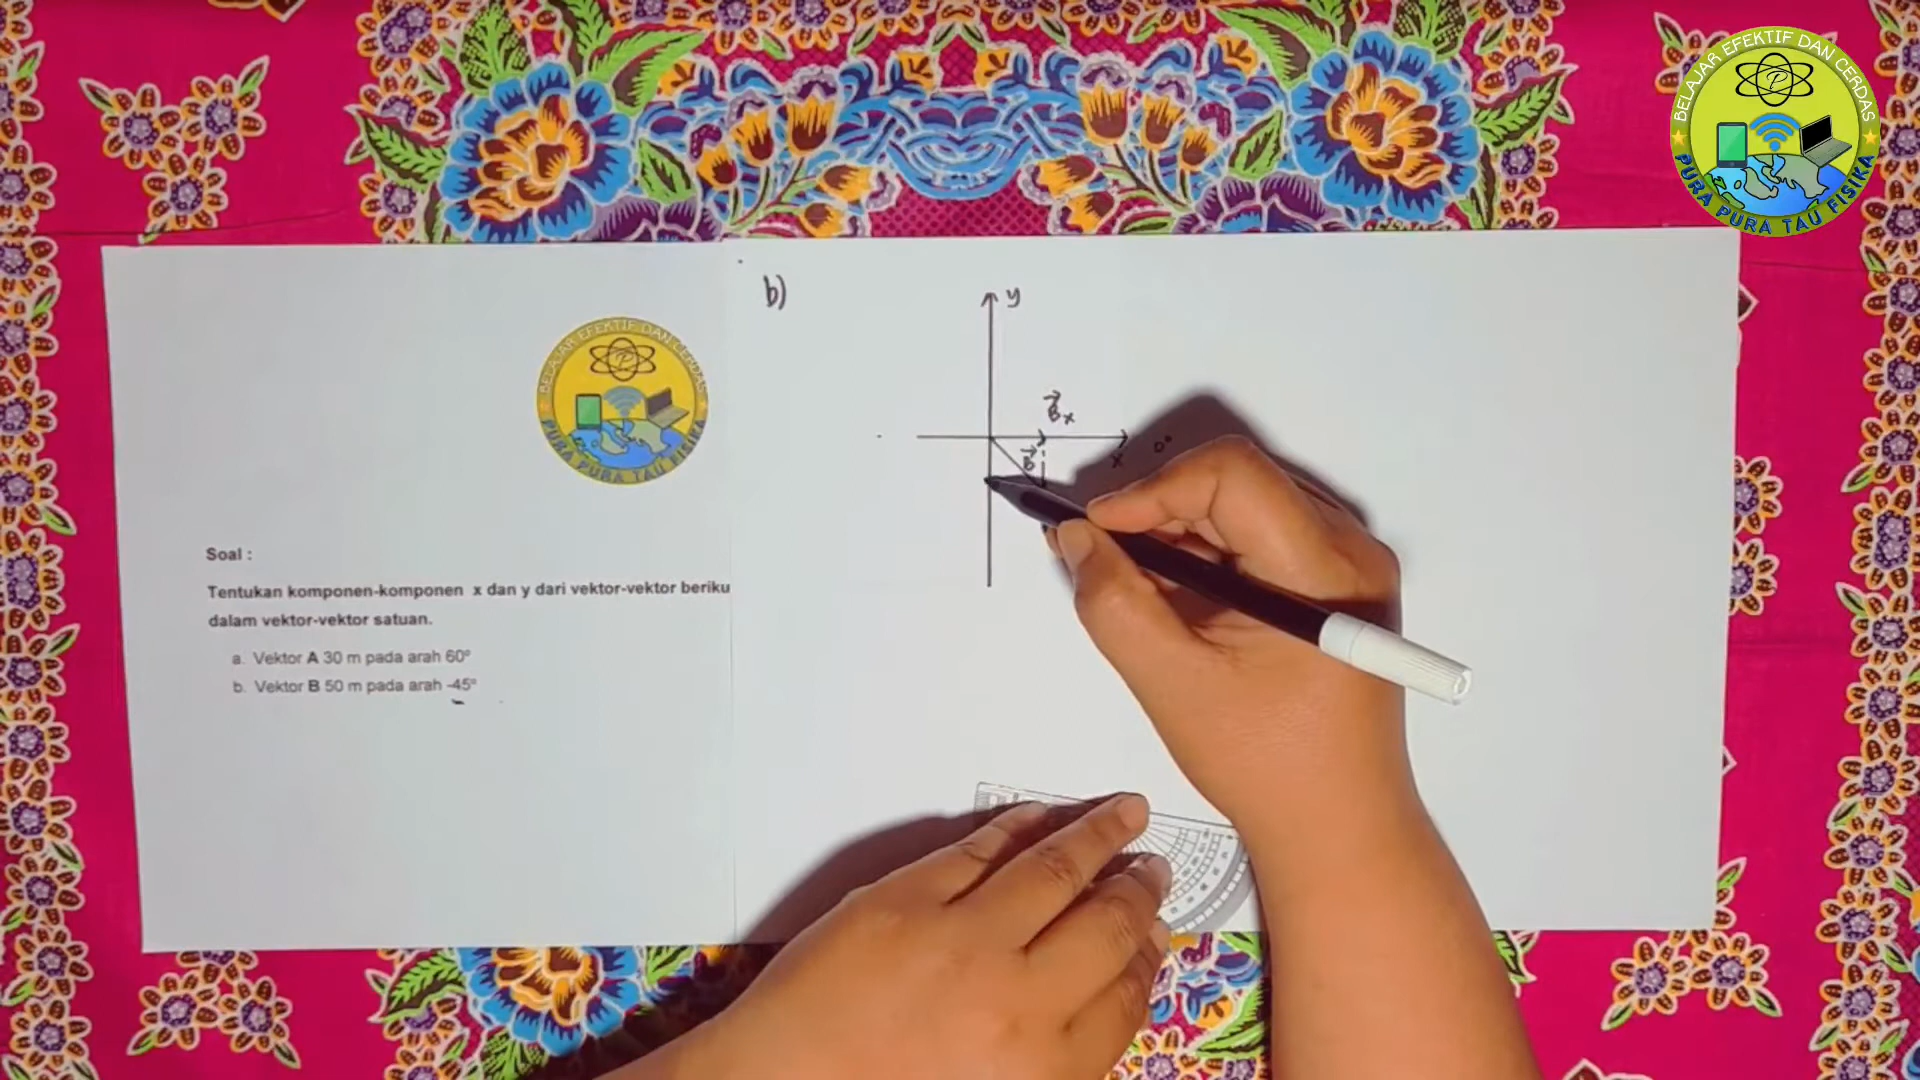 BELAJAR EFEKTIF DAN CERDAS
P
PURA PURA TAU FISIKA
BELAJAR EFEKTIF DAN CERDAS
P
PURA PURA TAU FISIKA
Soal :
Tentukan komponen-komponen x dan y dari vektor-vektor beriku
dalam vektor-vektor satuan.
a. Vektor A 30 m pada arah 60°
b. Vektor B 50 m pada arah -45°
b)
y
B⃗x
B⃗
x
0°